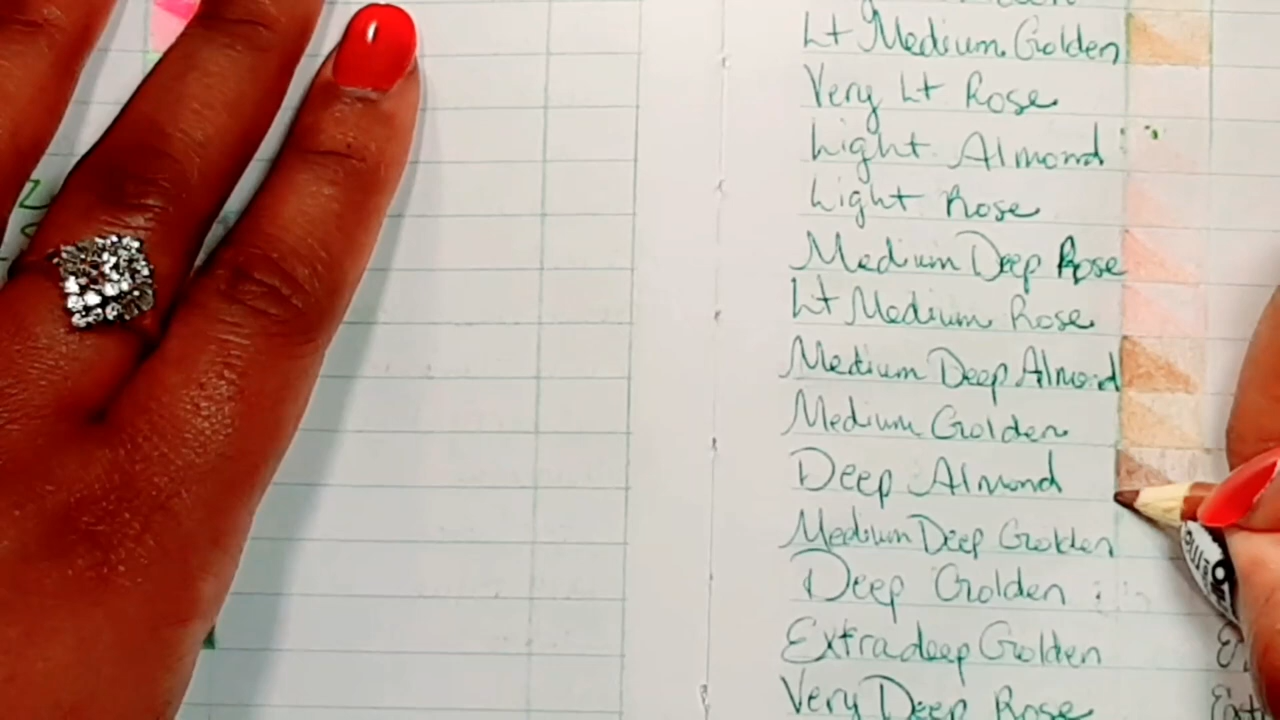 Lt Medium Golden
Very Lt Rose
Light Almond
Light Rose
Medium Deep Rose
Lt Medium Rose
Medium Deep Almond
Medium Golden
Deep Almond
Medium Deep Golden
Deep Golden
Extradeep Golden
Very Deep Rose